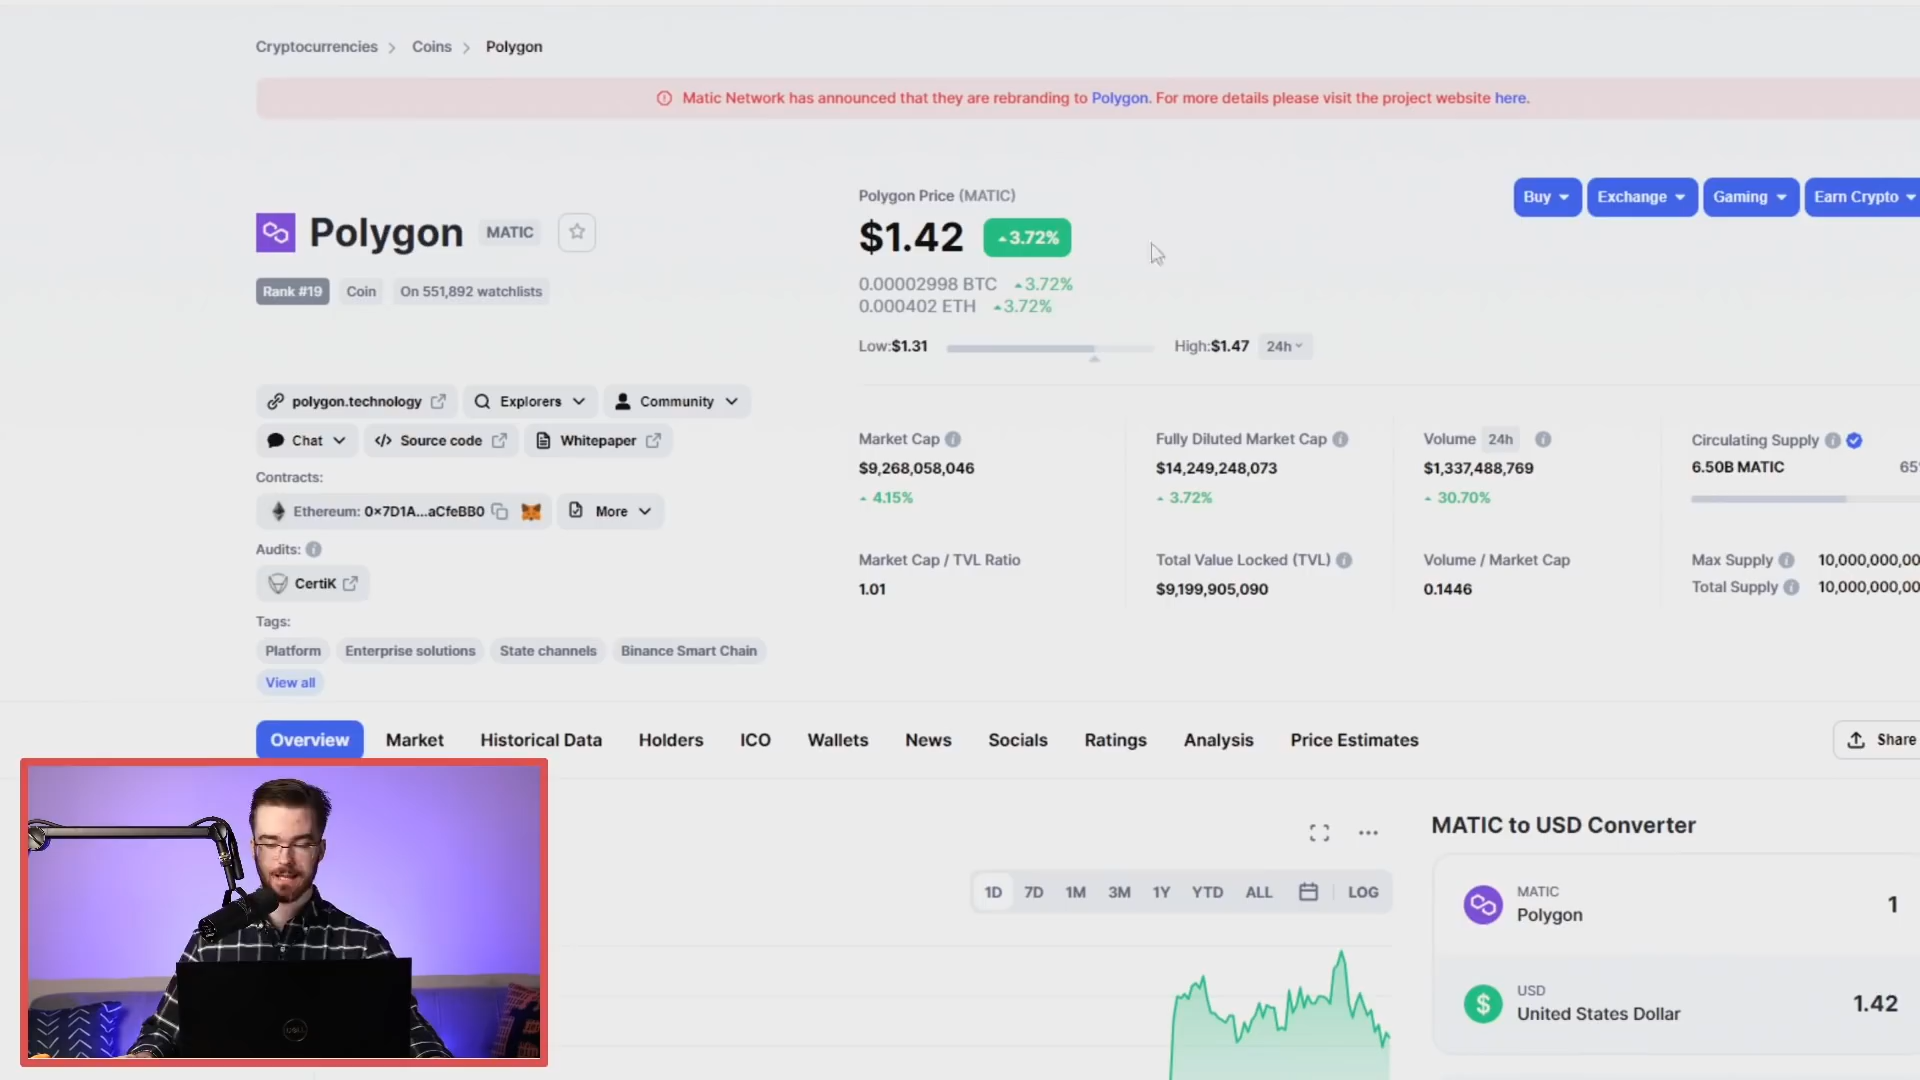 Cryptocurrencies > Coins > Polygon
Matic Network has announced that they are rebranding to Polygon. For more details please visit the project website here.
Polygon MATIC
Rank #19 Coin On 551,892 watchlists
Polygon Price (MATIC)
$1.42 3.72%
0.00002998 BTC 3.72%
0.000402 ETH 3.72%
Low:$1.31 High:$1.47 24h
Buy Exchange Gaming Earn Crypto
polygon.technology Explorers Community
Chat Source code Whitepaper
Contracts:
Ethereum: 0x7D1A...aCfeBB0 More
Audits:
CertiK
Tags:
Platform Enterprise solutions State channels Binance Smart Chain
View all
Market Cap
$9,268,058,046
4.15%
Fully Diluted Market Cap
$14,249,248,073
3.72%
Volume 24h
$1,337,488,769
30.70%
Circulating Supply
6.50B MATIC 65
Market Cap / TVL Ratio
1.01
Total Value Locked (TVL)
$9,199,905,090
Volume / Market Cap
0.1446
Max Supply 10,000,000,00
Total Supply 10,000,000,00
Overview Market Historical Data Holders ICO Wallets News Socials Ratings Analysis Price Estimates Share
1D 7D 1M 3M 1Y YTD ALL LOG
MATIC to USD Converter
MATIC
Polygon 1
USD
United States Dollar 1.42
DELL